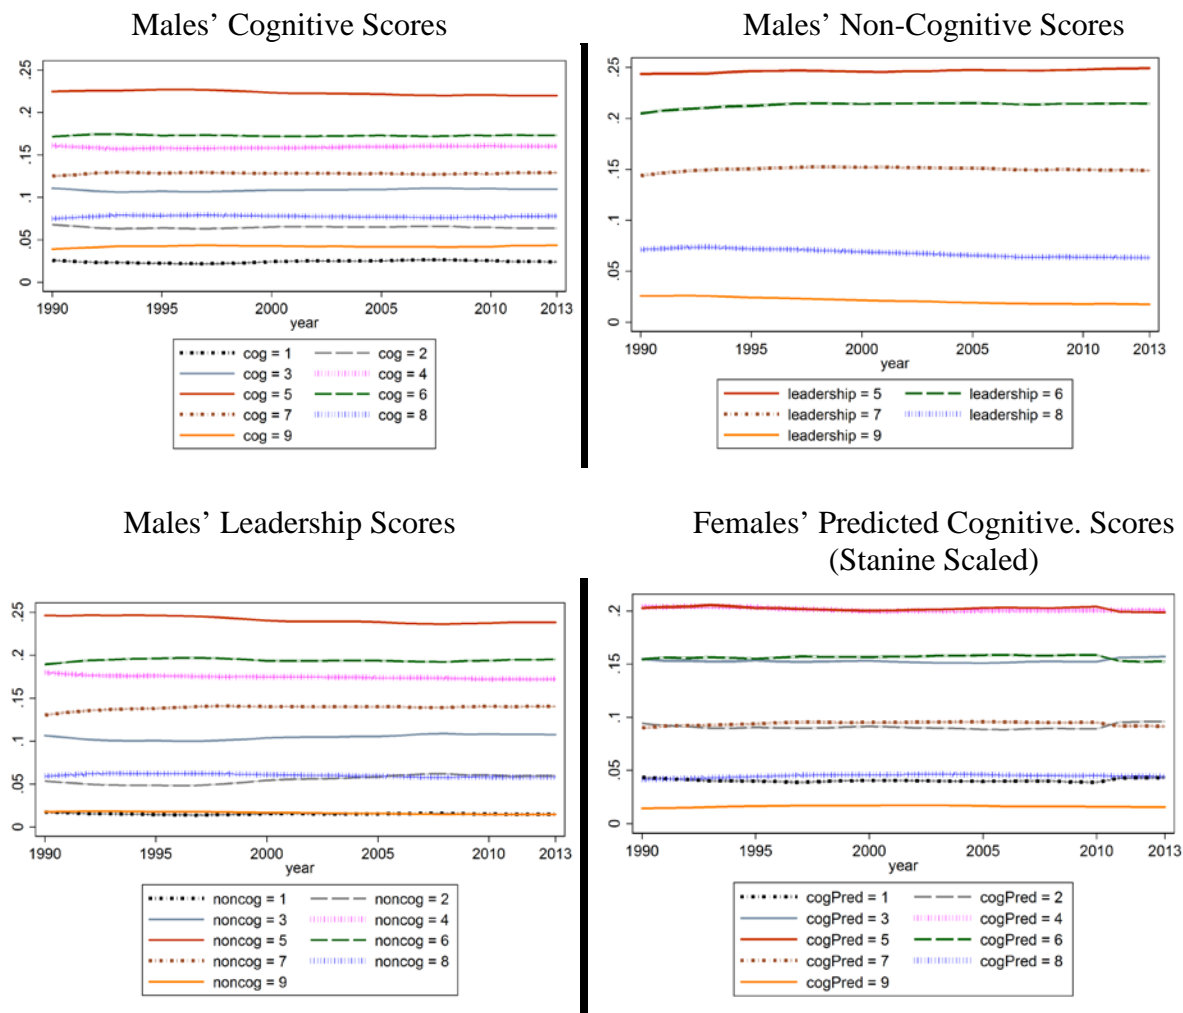 Males’ Cognitive Scores
.25
.2
.15
.1
.05
0
1990 1995 2000 2005 2010 2013
year
cog = 1 cog = 2
cog = 3 cog = 4
cog = 5 cog = 6
cog = 7 cog = 8
cog = 9
Males’ Non-Cognitive Scores
.25
.2
.15
.1
.05
0
1990 1995 2000 2005 2010 2013
year
leadership = 5 leadership = 6
leadership = 7 leadership = 8
leadership = 9
Males’ Leadership Scores
.25
.2
.15
.1
.05
0
1990 1995 2000 2005 2010 2013
year
noncog = 1 noncog = 2
noncog = 3 noncog = 4
noncog = 5 noncog = 6
noncog = 7 noncog = 8
noncog = 9
Females’ Predicted Cognitive. Scores
(Stanine Scaled)
.2
.15
.1
.05
0
1990 1995 2000 2005 2010 2013
year
cogPred = 1 cogPred = 2
cogPred = 3 cogPred = 4
cogPred = 5 cogPred = 6
cogPred = 7 cogPred = 8
cogPred = 9